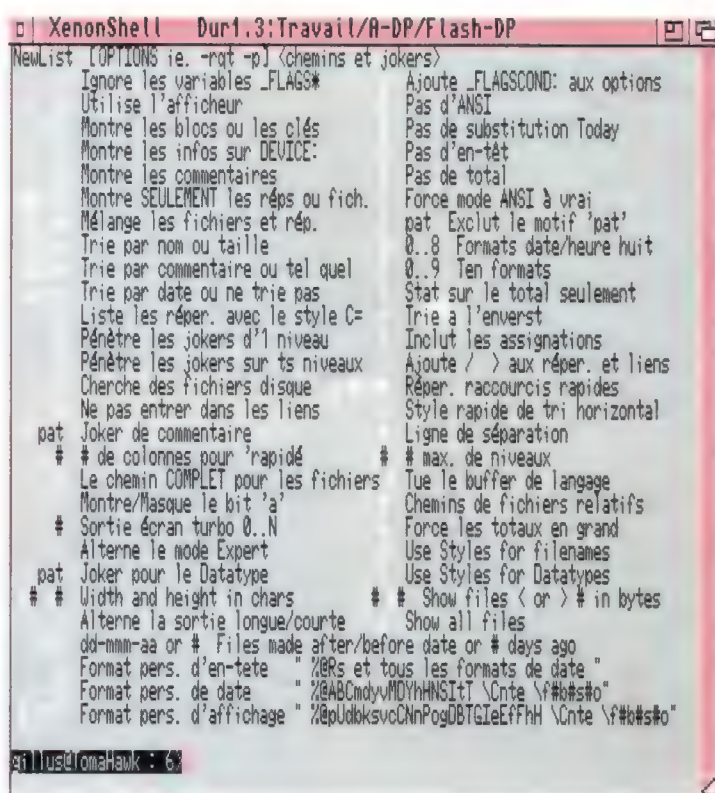 XenonShell Dur1.3:Travail/A-DP/Flash-DP
NewList [OPTIONS ie. -rqt -p] <chemins et jokers>
Ignore les variables _FLAGS* Ajoute _FLAGSCOND: aux options
Utilise l'afficheur Pas d'ANSI
Montre les blocs ou les clés Pas de substitution Today
Montre les infos sur DEVICE: Pas d'en-têt
Montre les commentaires Pas de total
Montre SEULEMENT les réps ou fich. Force mode ANSI à vrai
Mélange les fichiers et rép. pat Exclut le motif 'pat'
Trie par nom ou taille 0..8 Formats date/heure huit
Trie par commentaire ou tel quel 0..9 Ten formats
Trie par date ou ne trie pas Stat sur le total seulement
Liste les réper. avec le style C= Trie a l'enverst
Pénètre les jokers d'1 niveau Inclut les assignations
Pénètre les jokers sur ts niveaux Ajoute / > aux réper. et liens
Cherche des fichiers disque Réper. raccourcis rapides
Ne pas entrer dans les liens Style rapide de tri horizontal
pat Joker de commentaire Ligne de séparation
# # de colonnes pour 'rapidé # # max. de niveaux
Le chemin COMPLET pour les fichiers Tue le buffer de langage
Montre/Masque le bit 'a' Chemins de fichiers relatifs
# Sortie écran turbo 0..N Force les totaux en grand
Alterne le mode Expert Use Styles for filenames
pat Joker pour le Datatype Use Styles for Datatypes
# # Width and height in chars # # Show files < or > # in bytes
Alterne la sortie longue/courte Show all files
dd-mmm-aa or # Files made after/before date or # days ago
Format pers. d'en-tete " %@Rs et tous les formats de date "
Format pers. de date " %@ABCmdyvMDYhHNSItT \Cnte \f#b#s#o"
Format pers. d'affichage " %@pUdbksvcCNnPogDBTGIeEfFhH \Cnte \f#b#s#o"
gillus@TomaHawk : 6%